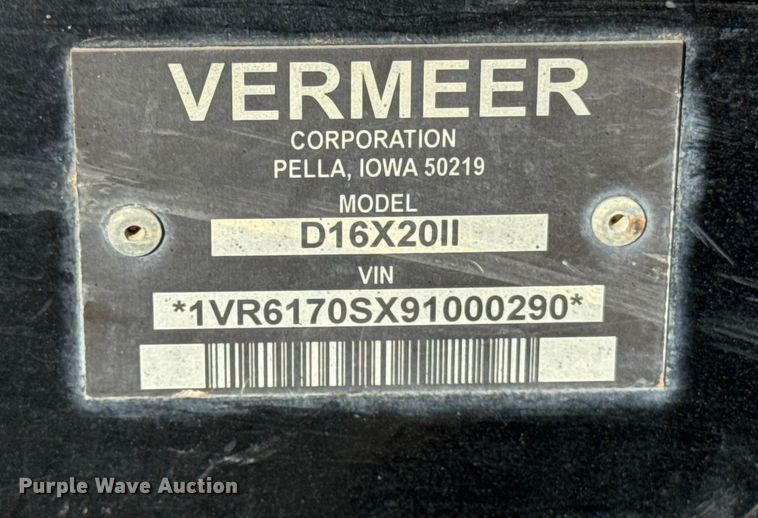 VERMEER
CORPORATION
PELLA, IOWA 50219
MODEL
D16X20II
VIN
*1VR6170SX91000290*
Purple Wave Auction